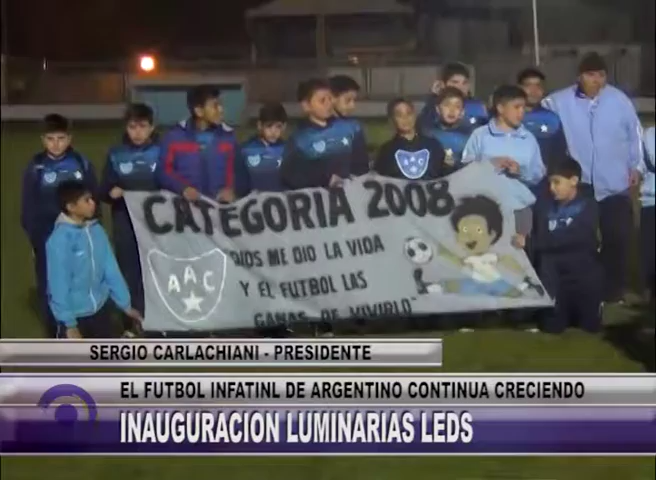 CATEGORIA 2008
"DIOS ME DIO LA VIDA
Y EL FUTBOL LAS
GANAS DE VIVIRLO"
AAC
AAC
SERGIO CARLACHIANI - PRESIDENTE
EL FUTBOL INFATINL DE ARGENTINO CONTINUA CRECIENDO
INAUGURACION LUMINARIAS LEDS